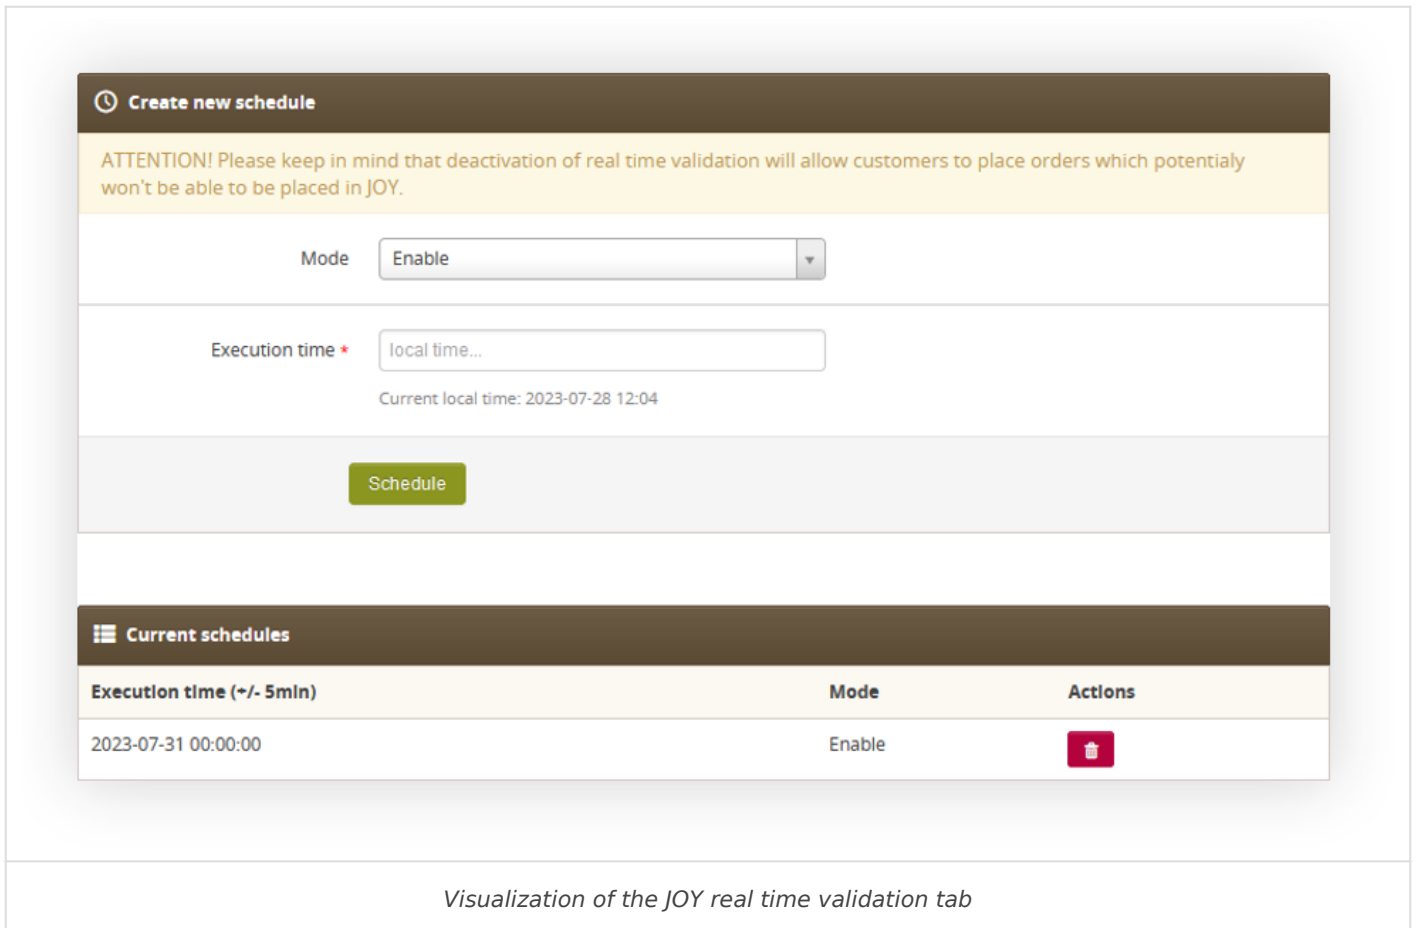 Create new schedule
ATTENTION! Please keep in mind that deactivation of real time validation will allow customers to place orders which potentialy
won't be able to be placed in JOY.
Mode
Enable
Execution time *
local time...
Current local time: 2023-07-28 12:04
Schedule
Current schedules
Execution time (+/- 5min) Mode Actions
2023-07-31 00:00:00 Enable
Visualization of the JOY real time validation tab